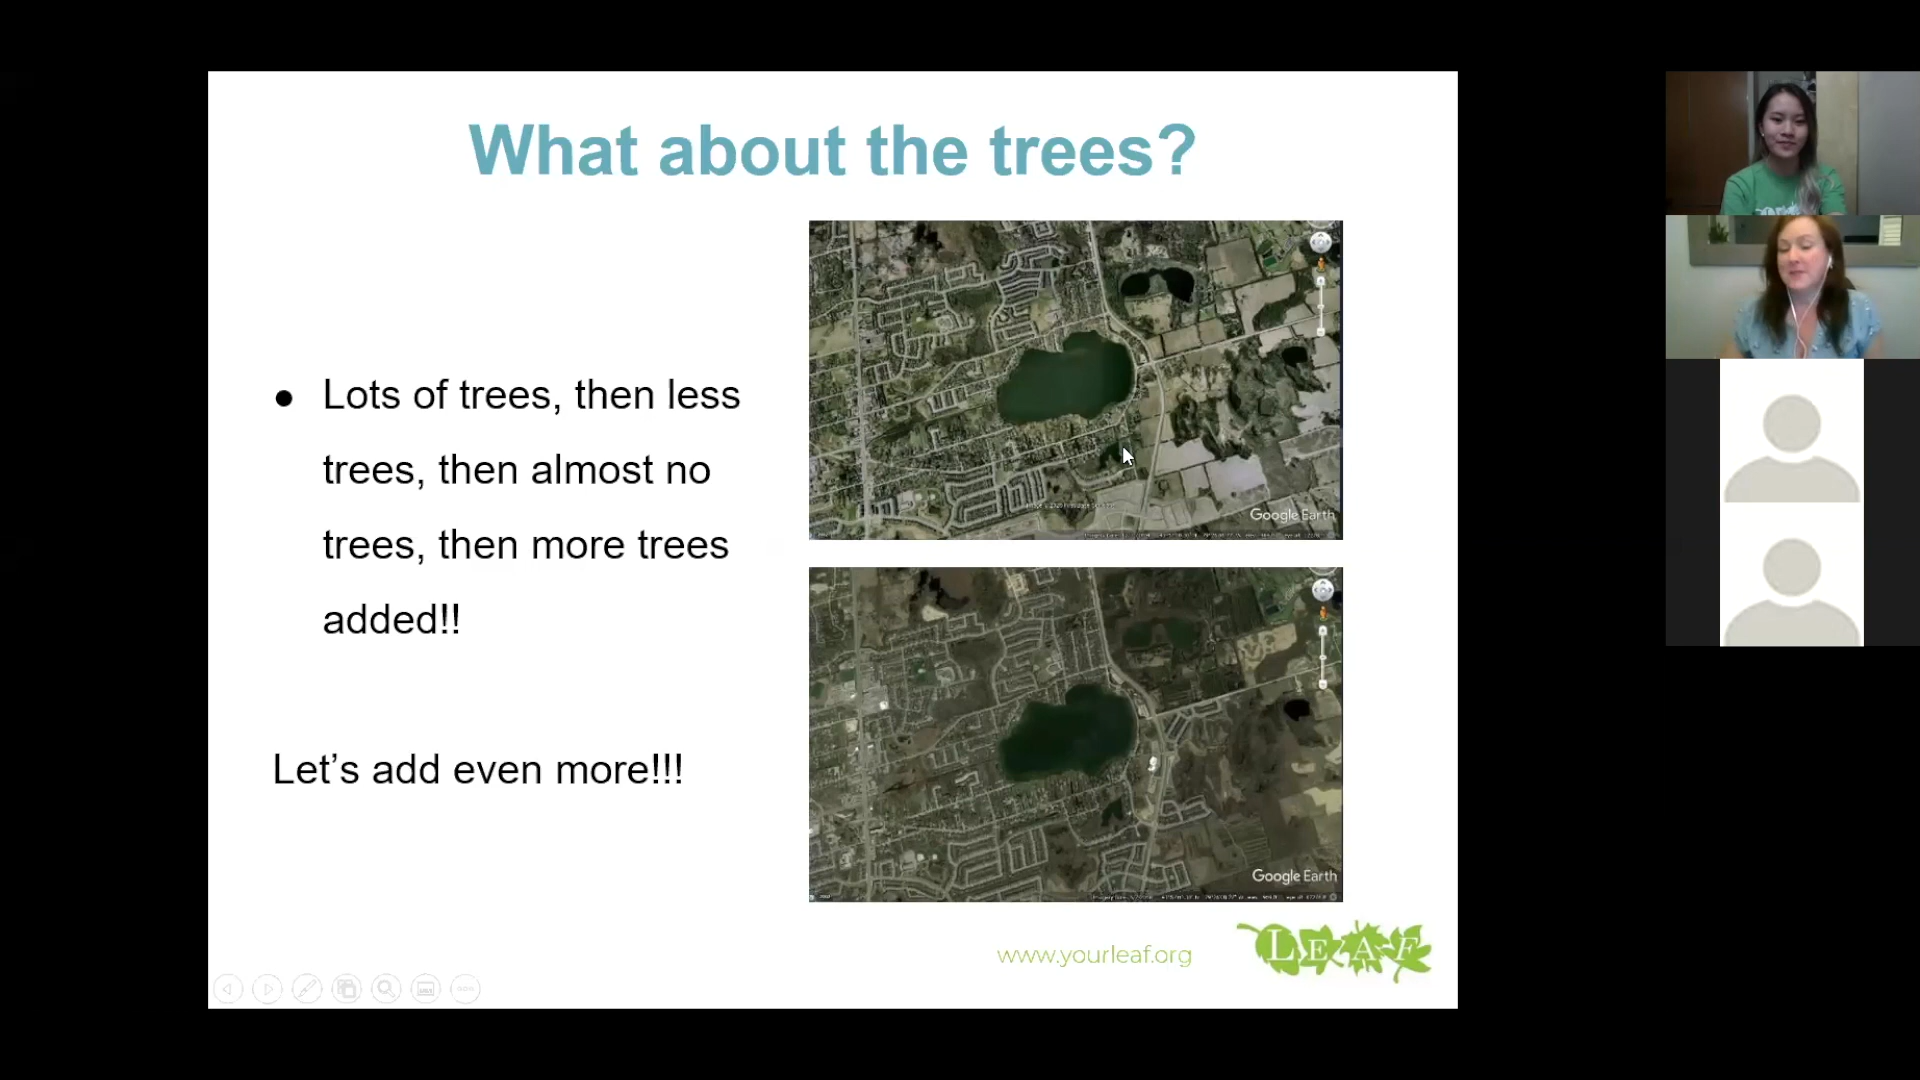 What about the trees?
● Lots of trees, then less
trees, then almost no
trees, then more trees
added!!
Let’s add even more!!!
Google Earth
Google Earth
www.yourleaf.org
LEAF